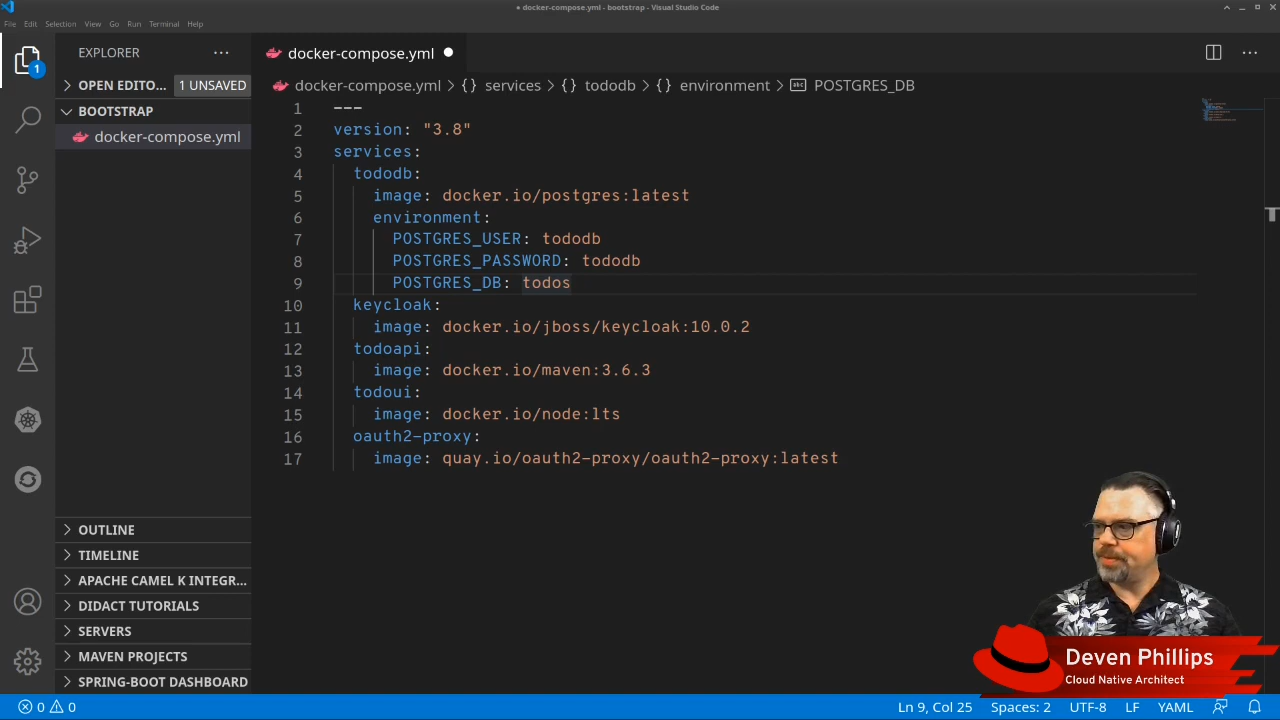 ● docker-compose.yml - bootstrap - Visual Studio Code
File Edit Selection View Go Run Terminal Help
EXPLORER ···
docker-compose.yml ●
1
OPEN EDITO... 1 UNSAVED
docker-compose.yml > {} services > {} tododb > {} environment > abc POSTGRES_DB
BOOTSTRAP
docker-compose.yml
1 ---
2 version: "3.8"
3 services:
4 tododb:
5 image: docker.io/postgres:latest
6 environment:
7 POSTGRES_USER: tododb
8 POSTGRES_PASSWORD: tododb
9 POSTGRES_DB: todos
10 keycloak:
11 image: docker.io/jboss/keycloak:10.0.2
12 todoapi:
13 image: docker.io/maven:3.6.3
14 todoui:
15 image: docker.io/node:lts
16 oauth2-proxy:
17 image: quay.io/oauth2-proxy/oauth2-proxy:latest
OUTLINE
TIMELINE
APACHE CAMEL K INTEGR...
DIDACT TUTORIALS
SERVERS
MAVEN PROJECTS
SPRING-BOOT DASHBOARD
Deven Phillips
Cloud Native Architect
0 0 Ln 9, Col 25 Spaces: 2 UTF-8 LF YAML